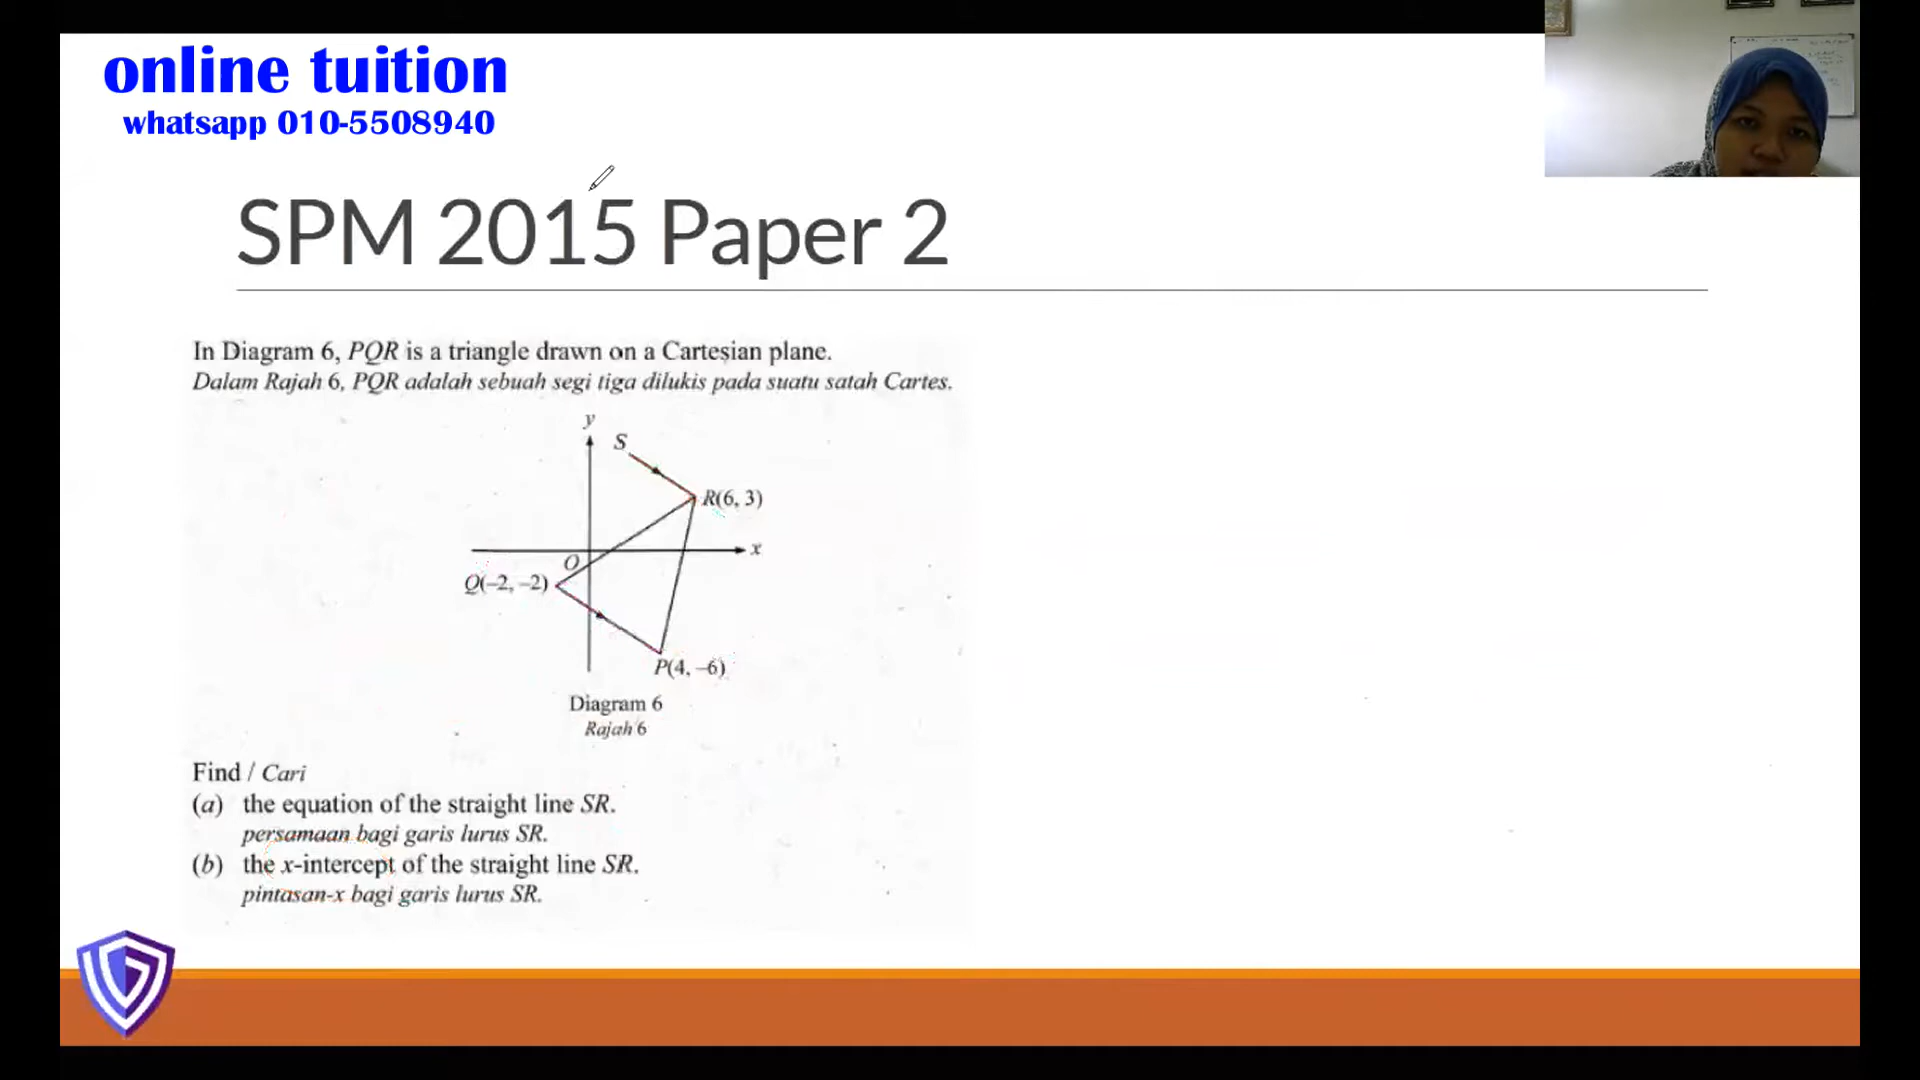 online tuition
whatsapp 010-5508940
SPM 2015 Paper 2
In Diagram 6, PQR is a triangle drawn on a Cartesian plane.
Dalam Rajah 6, PQR adalah sebuah segi tiga dilukis pada suatu satah Cartes.
y
S
R(6, 3)
x
O
Q(–2, –2)
P(4, –6)
Diagram 6
Rajah 6
Find / Cari
(a) the equation of the straight line SR.
persamaan bagi garis lurus SR.
(b) the x-intercept of the straight line SR.
pintasan-x bagi garis lurus SR.